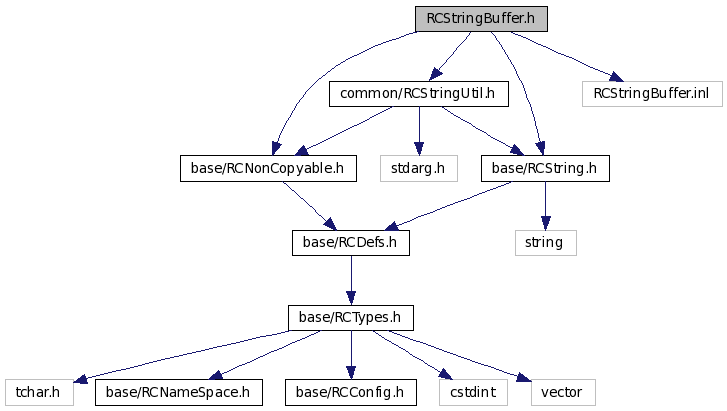 RCStringBuffer.h
common/RCStringUtil.h
RCStringBuffer.inl
base/RCNonCopyable.h
stdarg.h
base/RCString.h
base/RCDefs.h
string
base/RCTypes.h
tchar.h
base/RCNameSpace.h
base/RCConfig.h
cstdint
vector